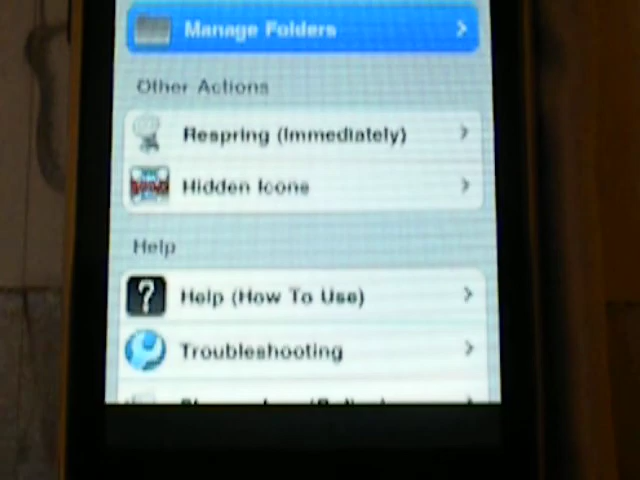 Manage Folders
Other Actions
Respring (Immediately)
Hidden Icons
Help
Help (How To Use)
Troubleshooting